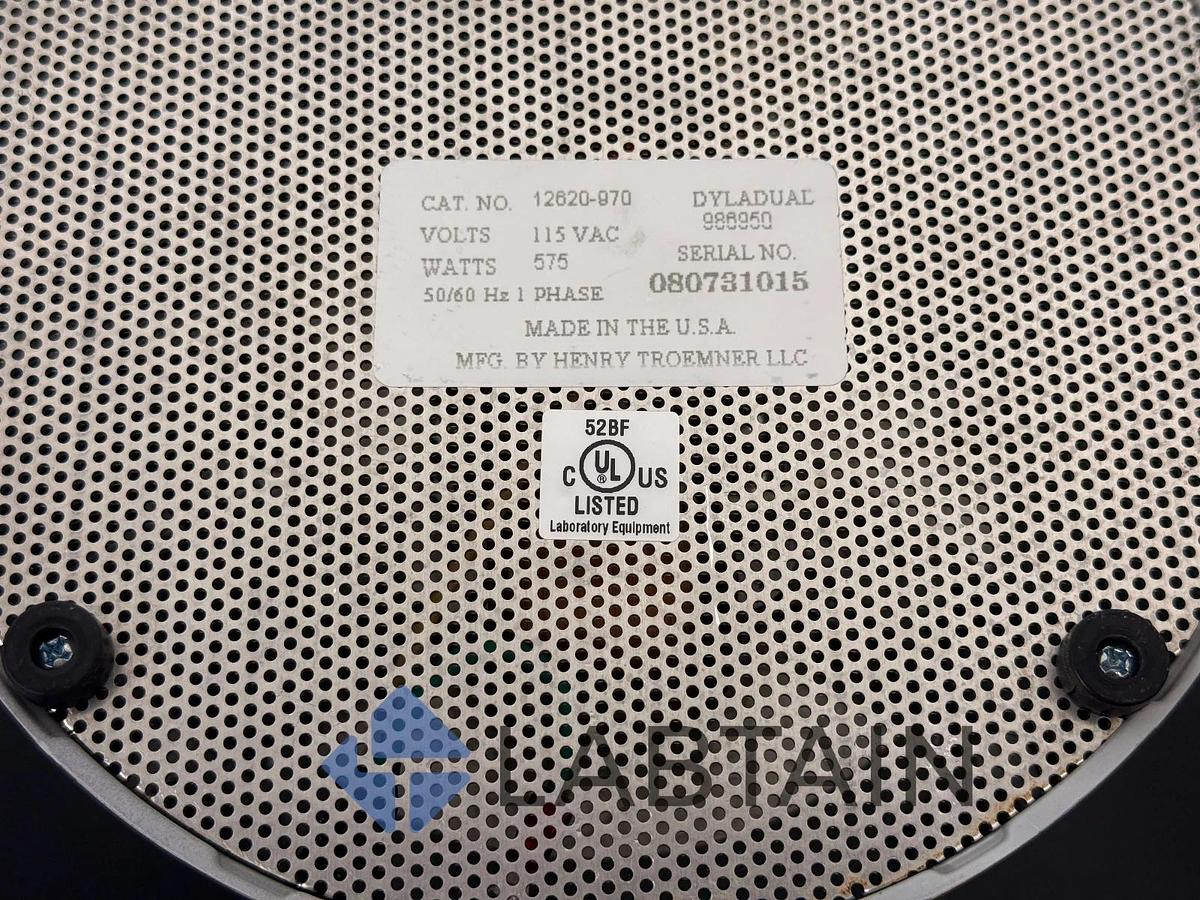 CAT. NO. 12620-970 DYLADUAL
986950
VOLTS 115 VAC
SERIAL NO.
WATTS 575
080731015
50/60 Hz 1 PHASE
MADE IN THE U.S.A.
MFG. BY HENRY TROEMNER LLC
52BF
C UL ® US
LISTED
Laboratory Equipment
LABTAIN